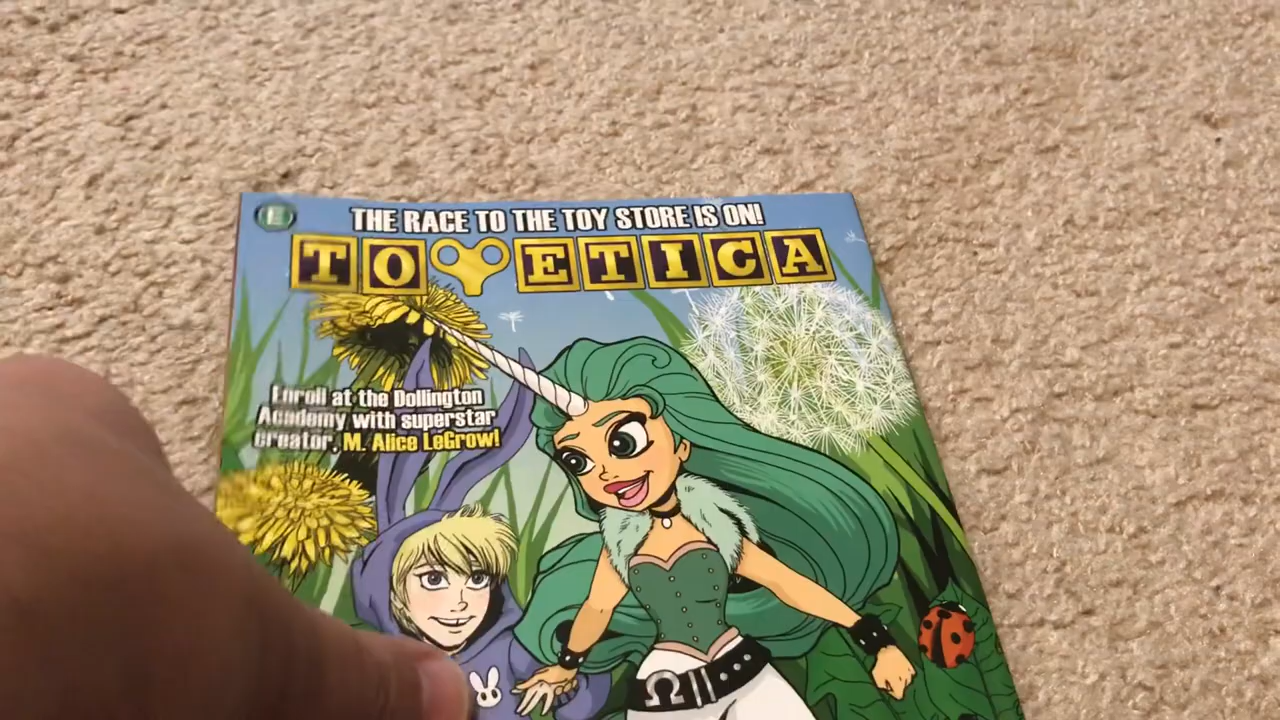 THE RACE TO THE TOY STORE IS ON!
TOYETICA
Enroll at the Dollington
Academy with superstar
creator, M. Alice LeGrow!
E
Ω